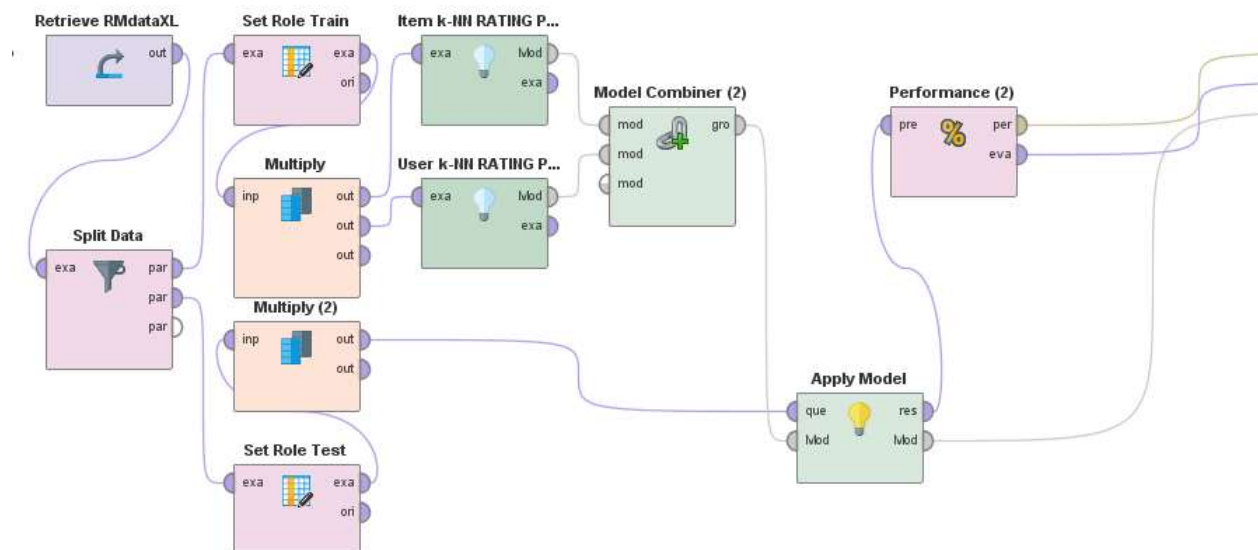 Retrieve RMdataXL
out
Set Role Train
exa
exa
ori
Item k-NN RATING P...
exa
Mod
exa
Model Combiner (2)
mod
mod
mod
gro
Performance (2)
pre
%
per
eva
Multiply
inp
out
out
out
User k-NN RATING P...
exa
Mod
exa
Split Data
exa
par
par
par
Multiply (2)
inp
out
out
Apply Model
que
Mod
res
Mod
Set Role Test
exa
exa
ori